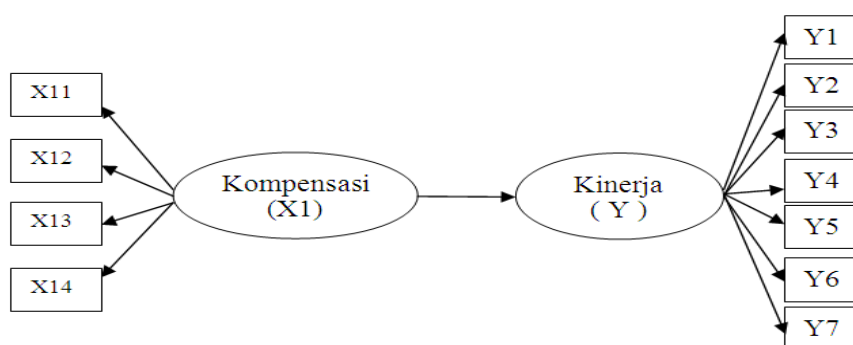 X11
X12
X13
X14
Kompensasi
(X1)
Kinerja
( Y )
Y1
Y2
Y3
Y4
Y5
Y6
Y7